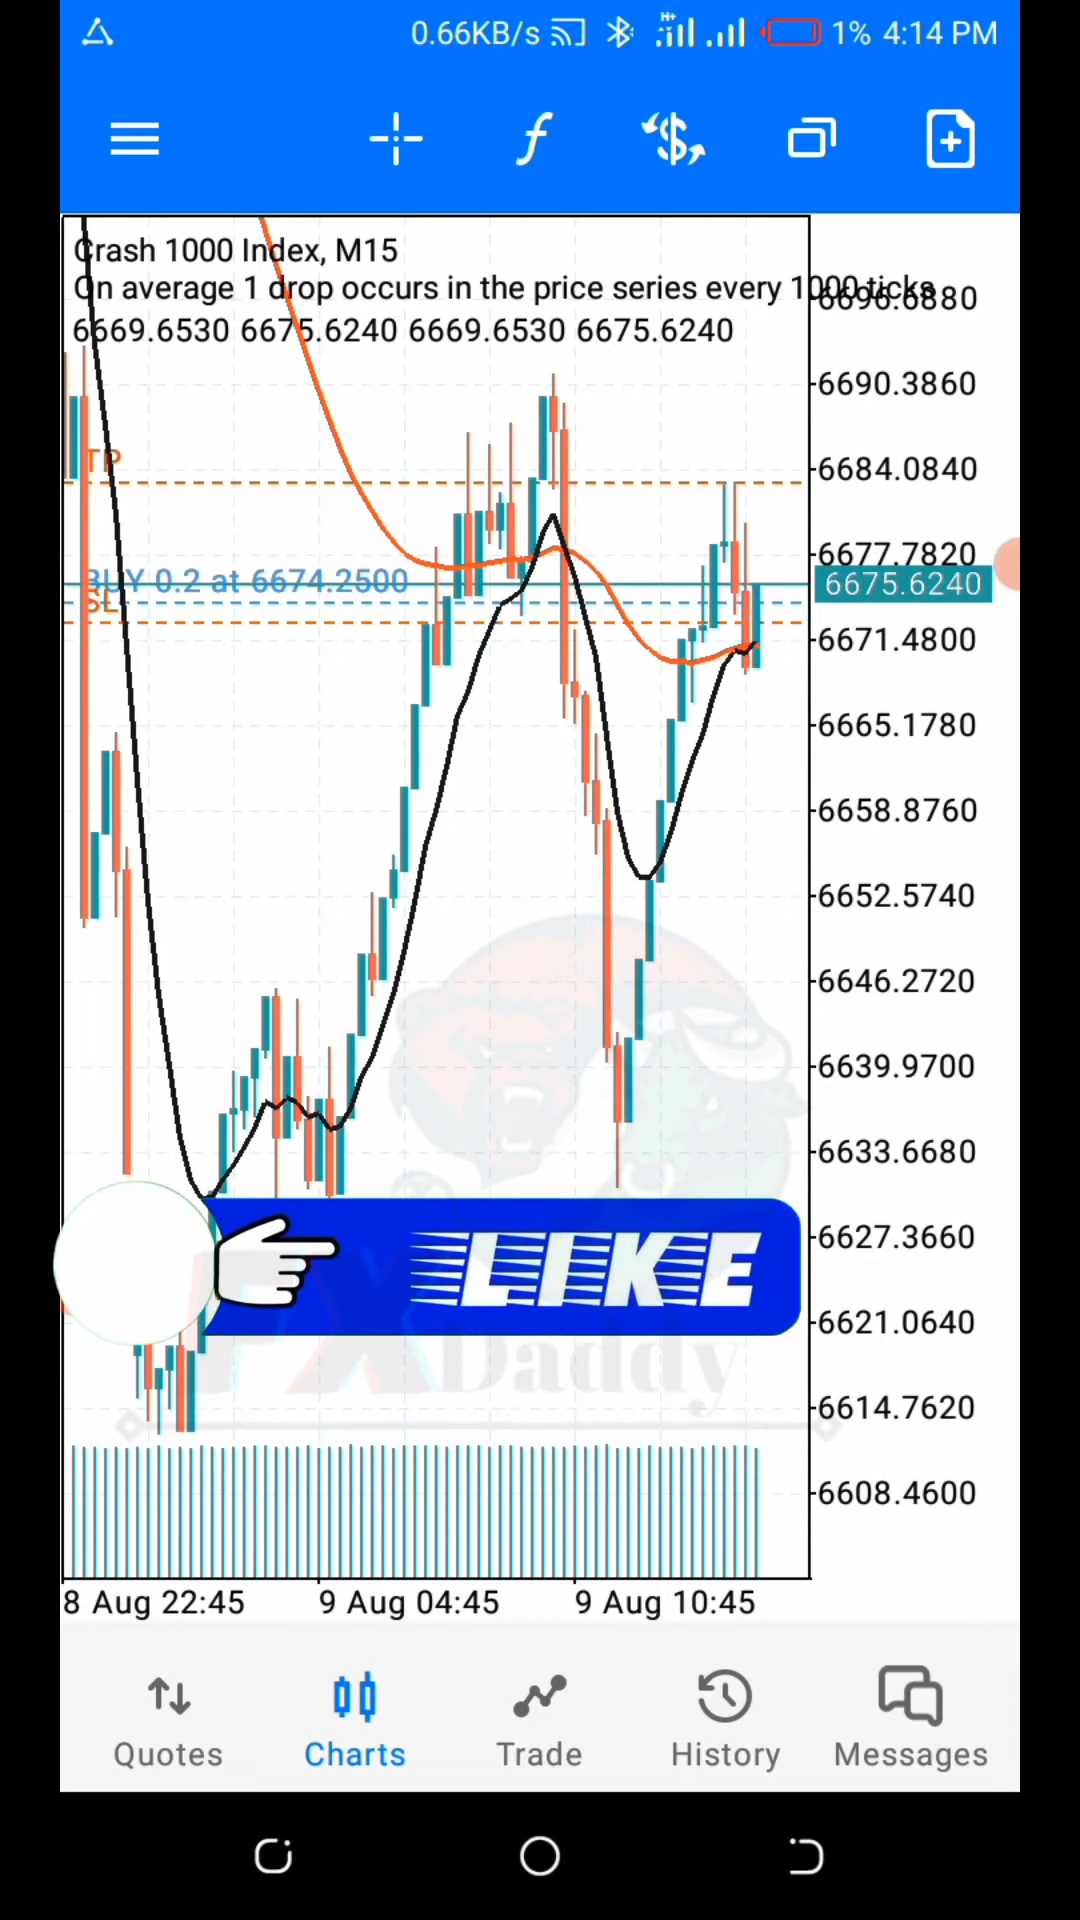 0.66KB/s H+ 1% 4:14 PM
Crash 1000 Index, M15
On average 1 drop occurs in the price series every 1000 ticks
6669.6530 6675.6240 6669.6530 6675.6240
6696.6880
6690.3860
TP
6684.0840
6677.7820
BUY 0.2 at 6674.2500
6675.6240
SL
6671.4800
6665.1780
6658.8760
6652.5740
6646.2720
6639.9700
6633.6680
6627.3660
LIKE
FX
6621.0640
Daddy
6614.7620
6608.4600
8 Aug 22:45 9 Aug 04:45 9 Aug 10:45
Quotes Charts Trade History Messages